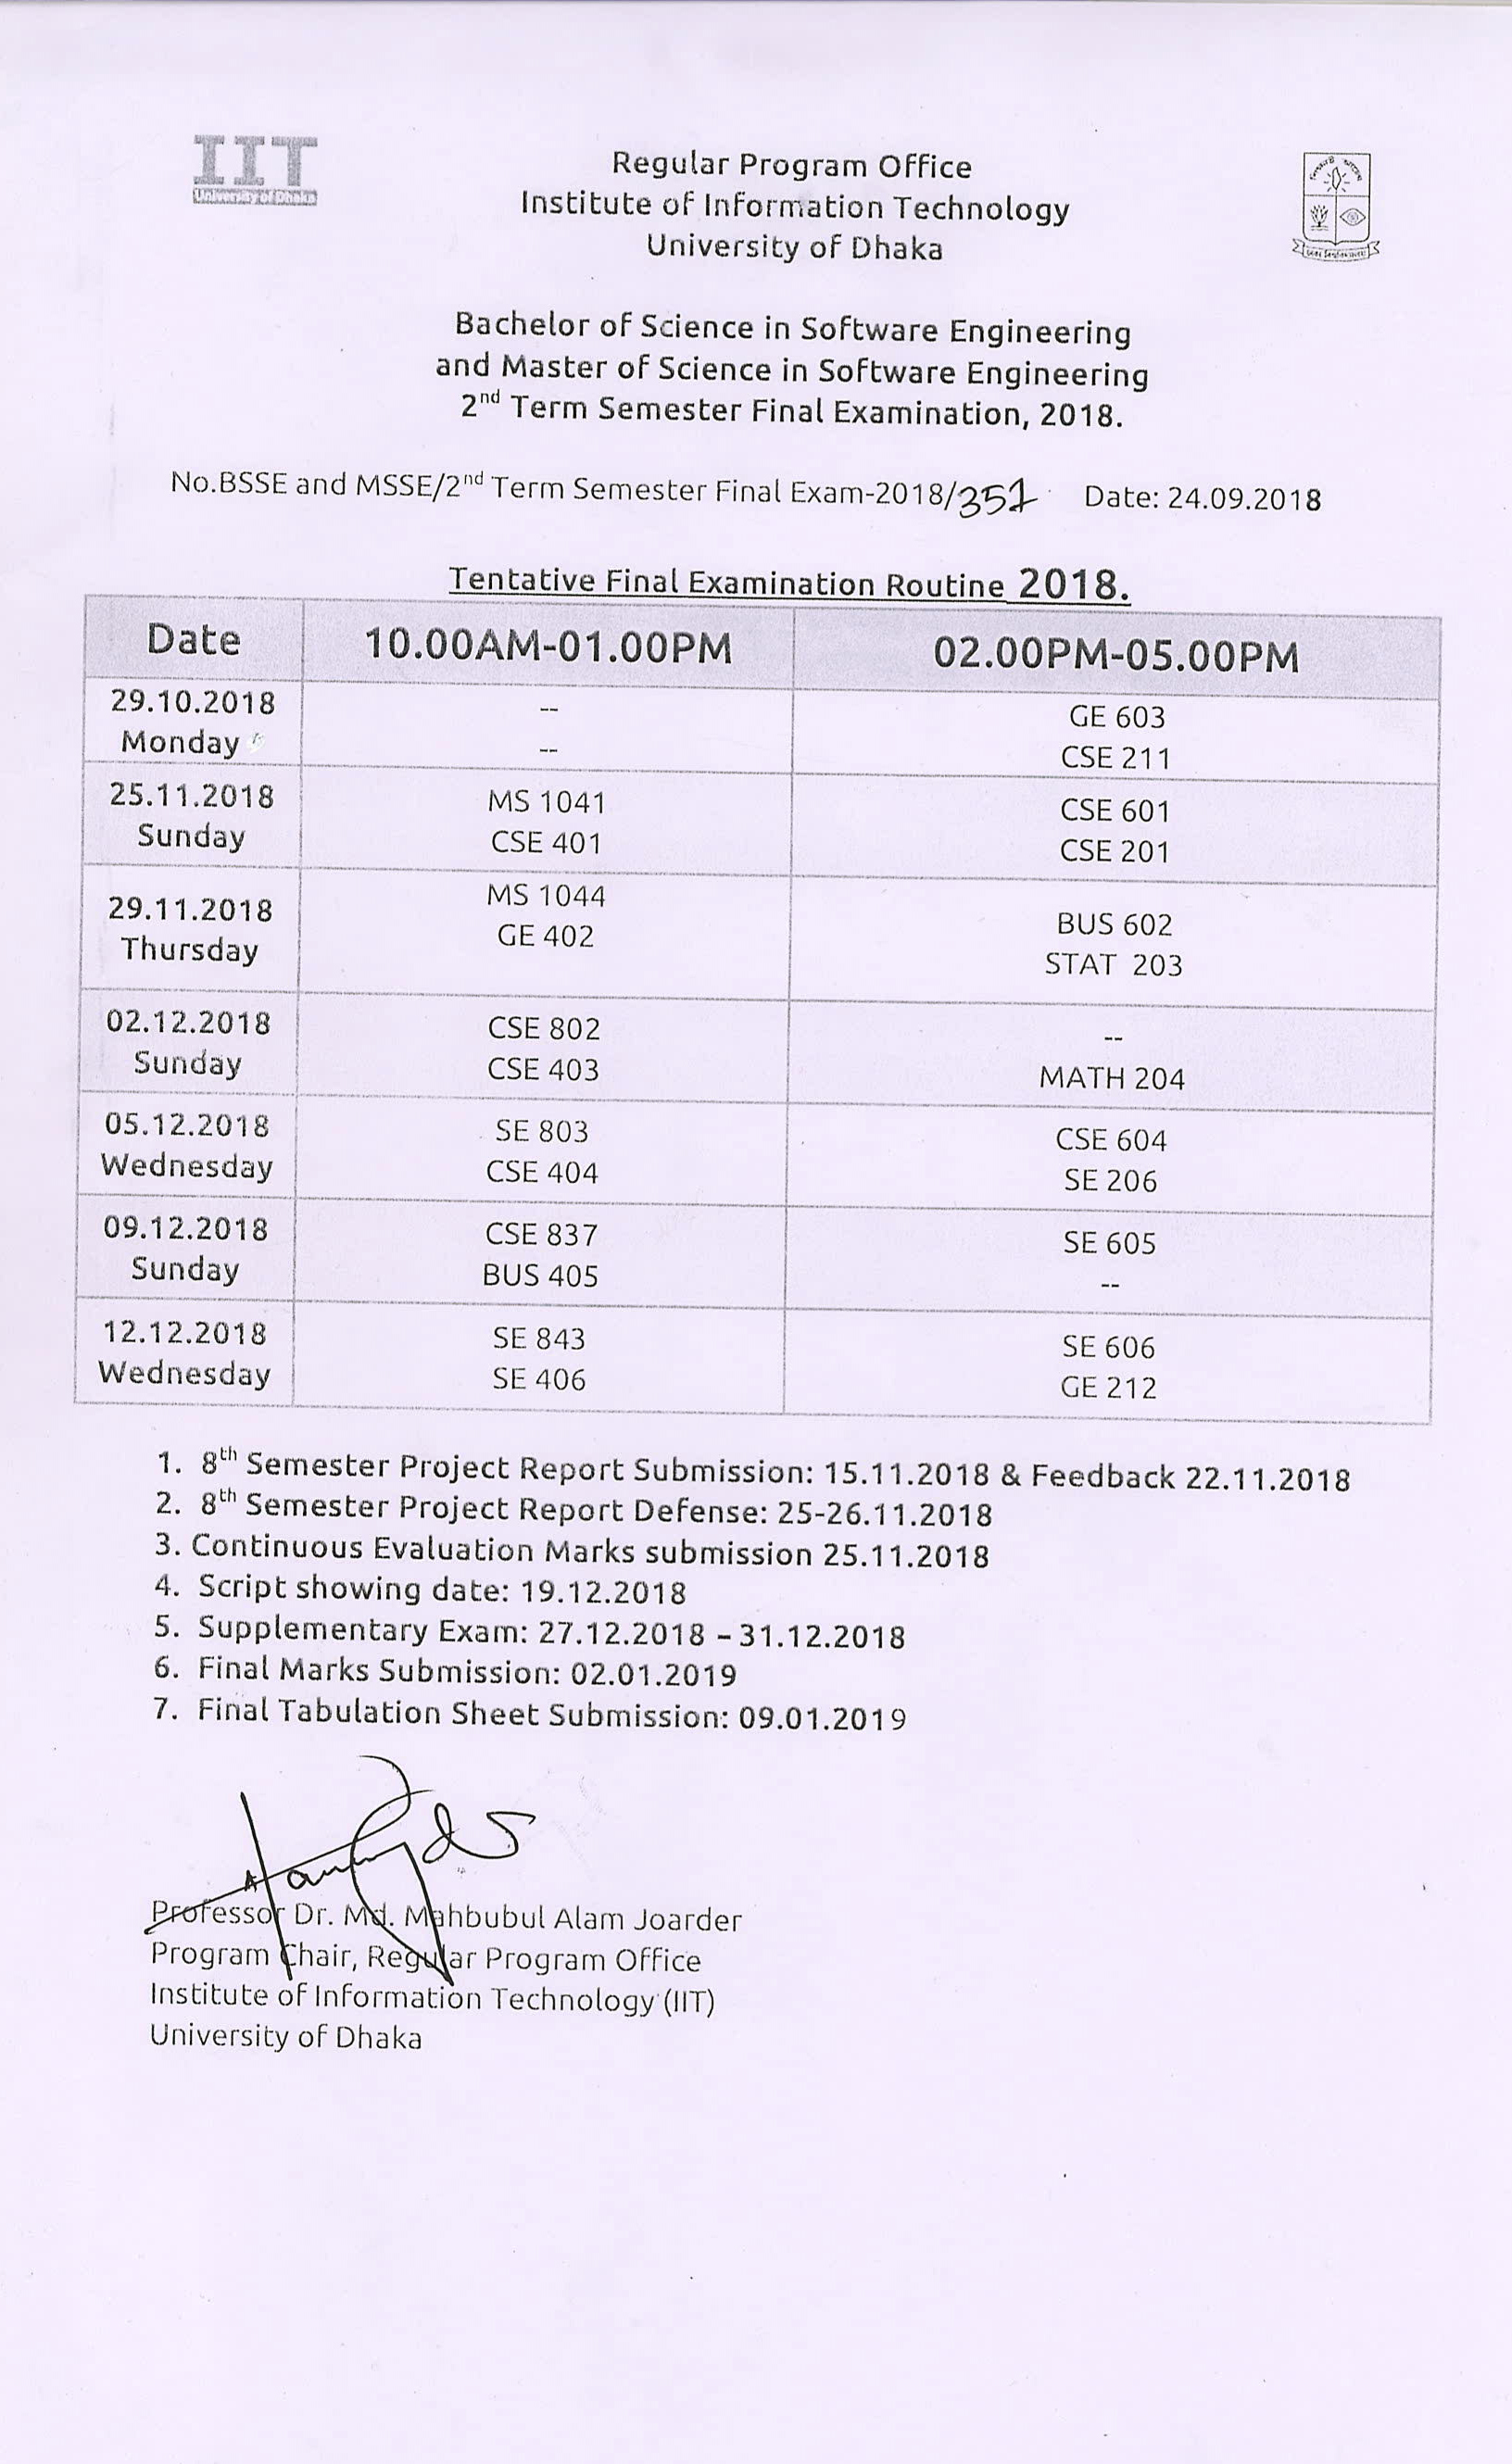 IIT
University of Dhaka
Regular Program Office
Institute of Information Technology
University of Dhaka
Bachelor of Science in Software Engineering
and Master of Science in Software Engineering
2nd Term Semester Final Examination, 2018.
No.BSSE and MSSE/2nd Term Semester Final Exam-2018/351 Date: 24.09.2018
Tentative Final Examination Routine 2018.
Date 10.00AM-01.00PM 02.00PM-05.00PM
29.10.2018 -- GE 603
Monday -- CSE 211
25.11.2018 MS 1041 CSE 601
Sunday CSE 401 CSE 201
29.11.2018 MS 1044 BUS 602
Thursday GE 402 STAT 203
02.12.2018 CSE 802 --
Sunday CSE 403 MATH 204
05.12.2018 SE 803 CSE 604
Wednesday CSE 404 SE 206
09.12.2018 CSE 837 SE 605
Sunday BUS 405 --
12.12.2018 SE 843 SE 606
Wednesday SE 406 GE 212
1. 8th Semester Project Report Submission: 15.11.2018 & Feedback 22.11.2018
2. 8th Semester Project Report Defense: 25-26.11.2018
3. Continuous Evaluation Marks submission 25.11.2018
4. Script showing date: 19.12.2018
5. Supplementary Exam: 27.12.2018 – 31.12.2018
6. Final Marks Submission: 02.01.2019
7. Final Tabulation Sheet Submission: 09.01.2019
Professor Dr. Md. Mahbubul Alam Joarder
Program Chair, Regular Program Office
Institute of Information Technology (IIT)
University of Dhaka